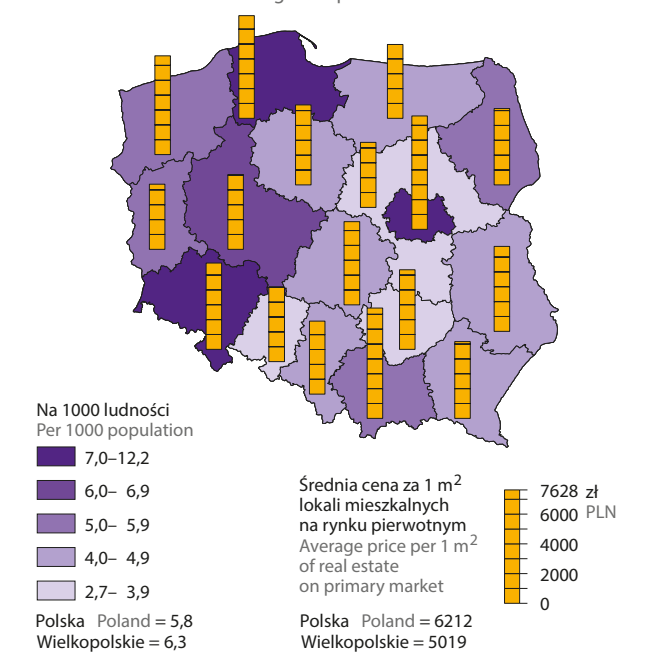 Na 1000 ludności
Per 1000 population
7,0–12,2
6,0– 6,9
5,0– 5,9
4,0– 4,9
2,7– 3,9
Polska Poland = 5,8
Wielkopolskie = 6,3
Średnia cena za 1 m²
lokali mieszkalnych
na rynku pierwotnym
Average price per 1 m²
of real estate
on primary market
7628 zł
6000 PLN
4000
2000
0
Polska Poland = 6212
Wielkopolskie = 5019